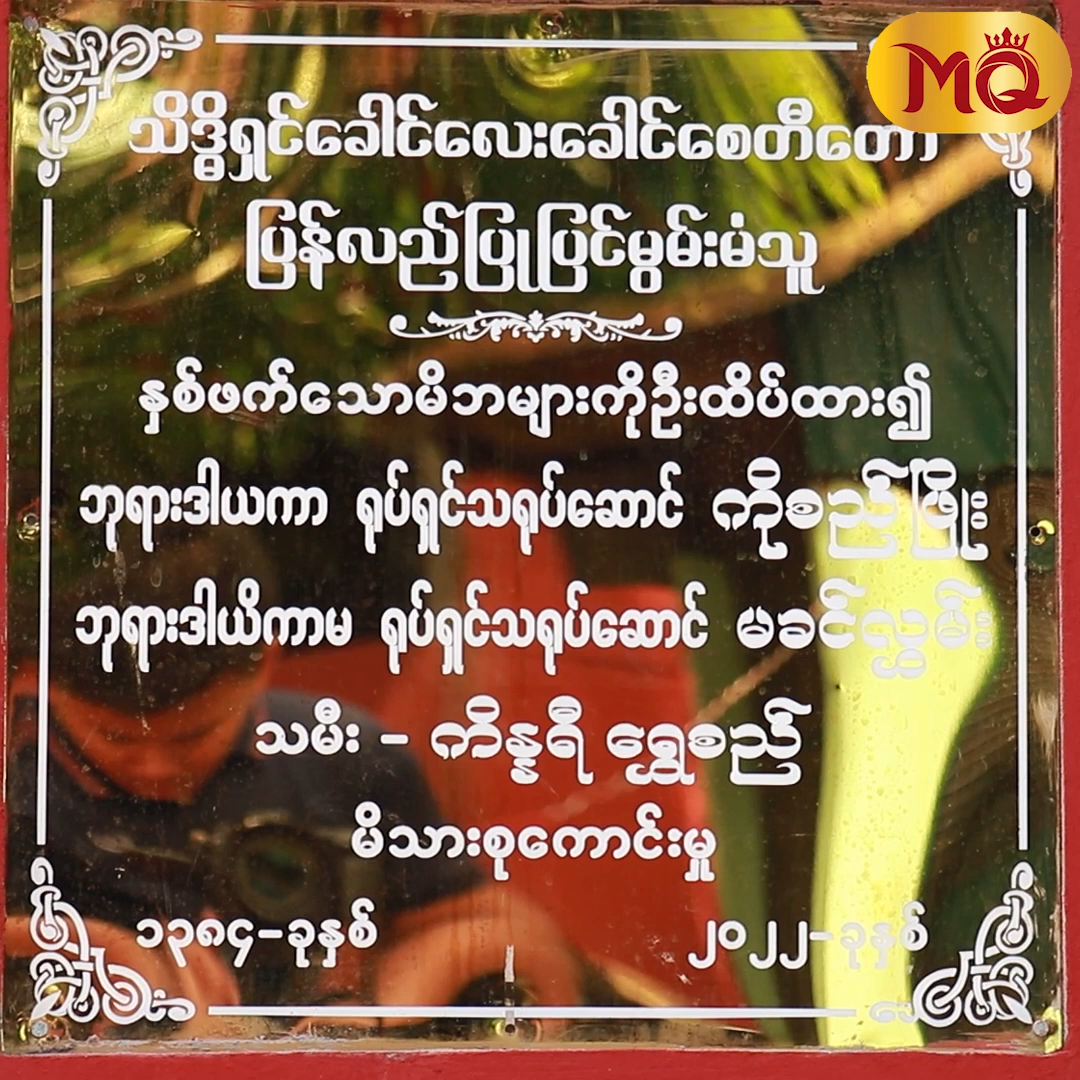 MQ
သိဒ္ဓိရှင်ခေါင်လေးခေါင်စေတီတော်
ပြန်လည်ပြုပြင်မွမ်းမံသူ
နှစ်ဖက်သောမိဘများကိုဦးထိပ်ထား၍
ဘုရားဒါယကာ ရုပ်ရှင်သရုပ်ဆောင် ကိုစည်ဖြိုး
ဘုရားဒါယိကာမ ရုပ်ရှင်သရုပ်ဆောင် မခင်လှမ်း
သမီး - ကိန္နရီ ရွှေစည်
မိသားစုကောင်းမှု
၁၃၈၄-ခုနှစ် ၂၀၂၂-ခုနှစ်